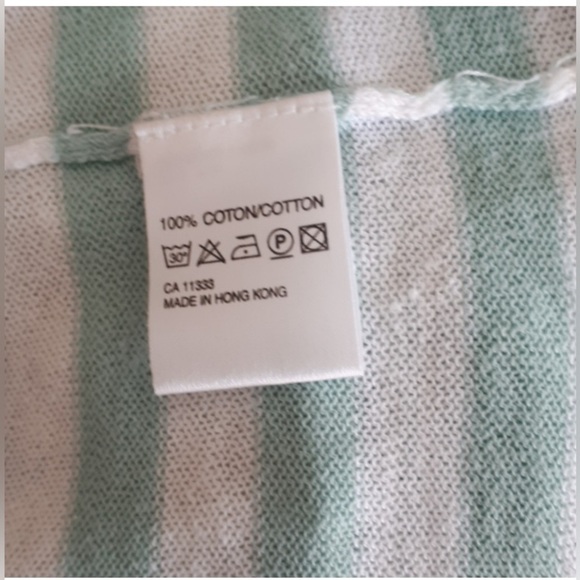 100% COTON/COTTON
30° P
CA 11333
MADE IN HONG KONG